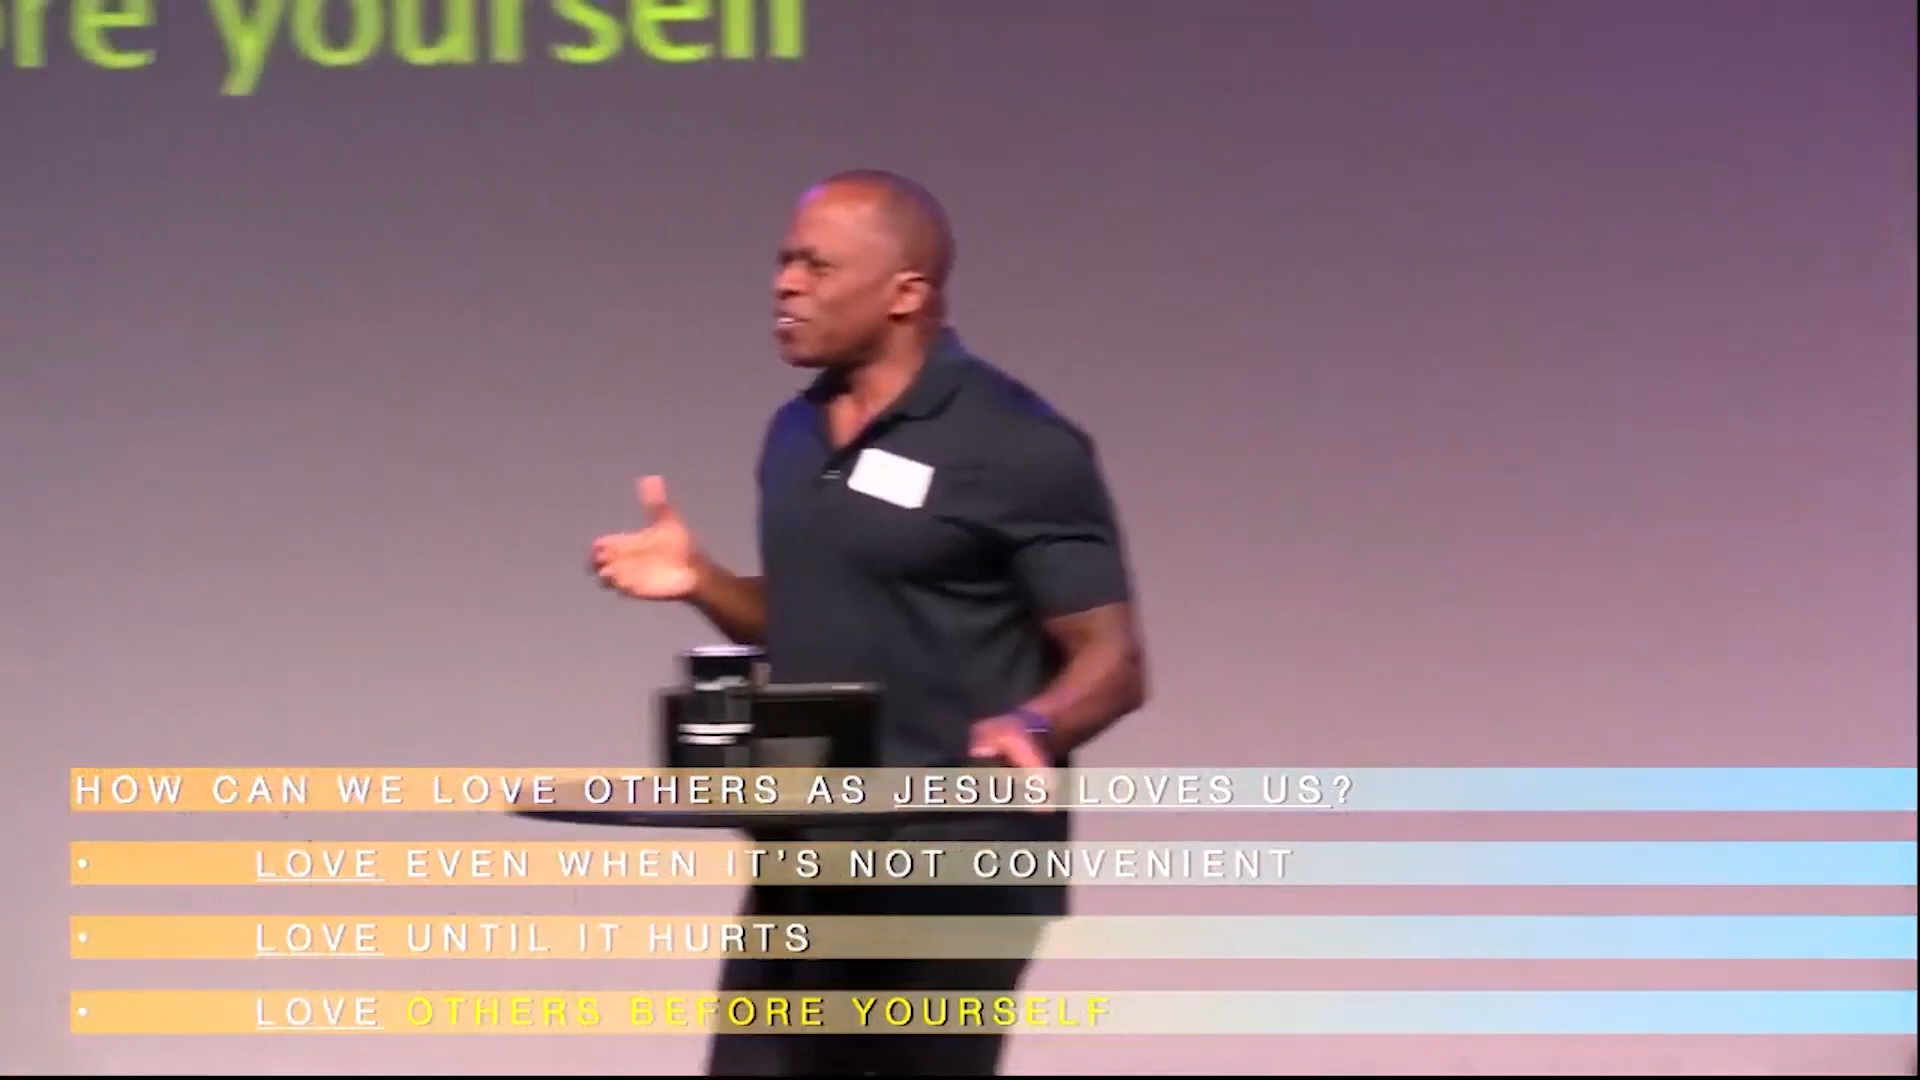 re yourself
HOW CAN WE LOVE OTHERS AS JESUS LOVES US?
• LOVE EVEN WHEN IT’S NOT CONVENIENT
• LOVE UNTIL IT HURTS
• LOVE OTHERS BEFORE YOURSELF